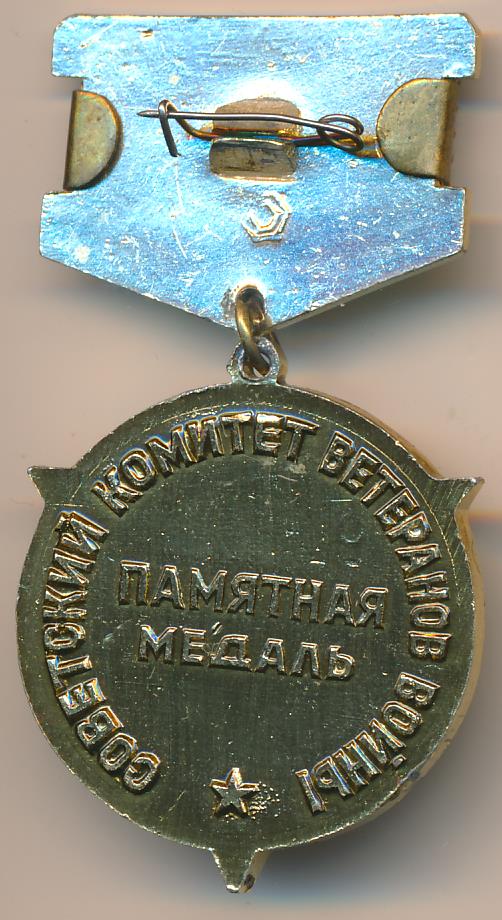 СОВЕТСКИЙ КОМИТЕТ ВЕТЕРАНОВ ВОЙНЫ
ПАМЯТНАЯ
МЕДАЛЬ